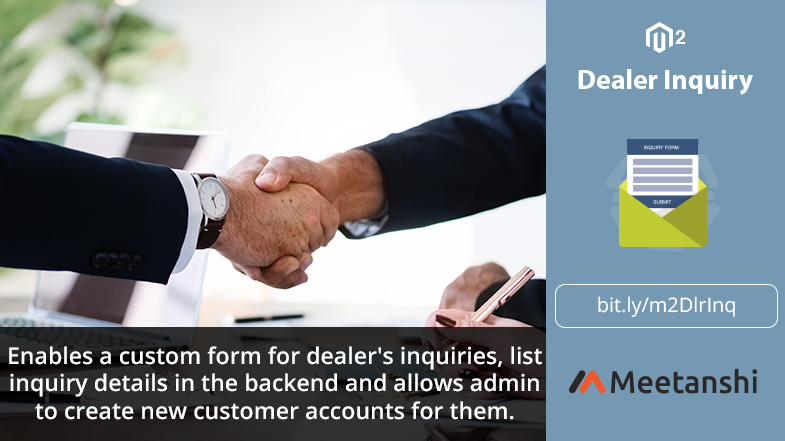 Enables a custom form for dealer's inquiries, list
inquiry details in the backend and allows admin
to create new customer accounts for them.
2
Dealer Inquiry
INQUIRY FORM
SUBMIT
bit.ly/m2DlrInq
Meetanshi